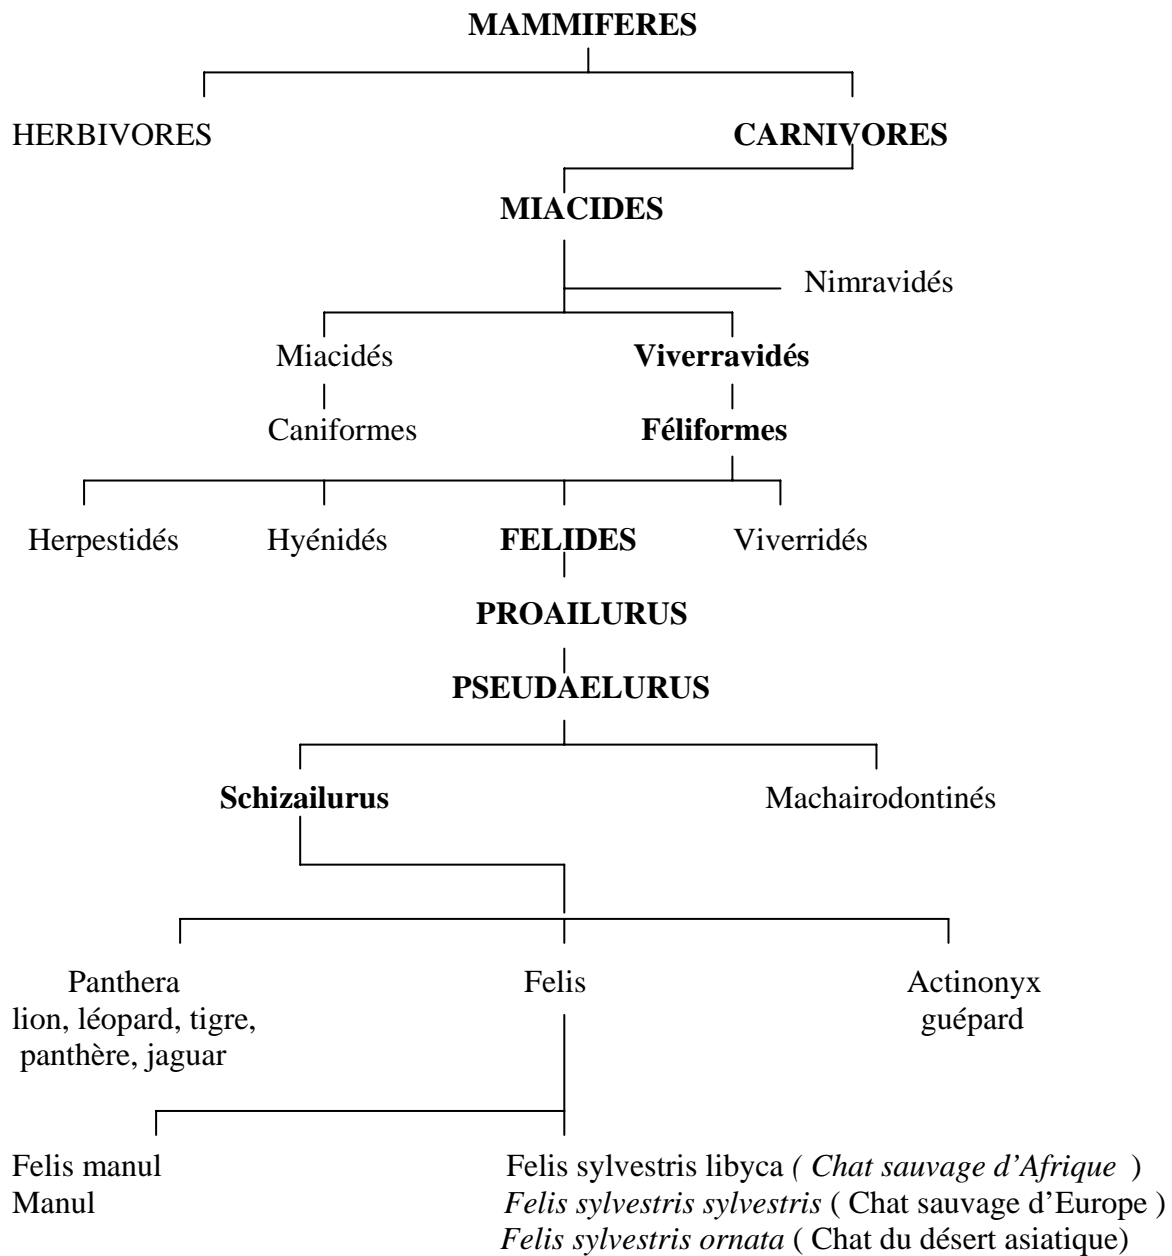 MAMMIFERES
HERBIVORES CARNIVORES
MIACIDES
Nimravidés
Miacidés Viverravidés
Caniformes Féliformes
Herpestidés Hyénidés FELIDES Viverridés
PROAILURUS
PSEUDAELURUS
Schizailurus Machairodontinés
Panthera Felis Actinonyx
lion, léopard, tigre, guépard
panthère, jaguar
Felis manul Felis sylvestris libyca ( Chat sauvage d'Afrique )
Manul Felis sylvestris sylvestris ( Chat sauvage d'Europe )
Felis sylvestris ornata ( Chat du désert asiatique)